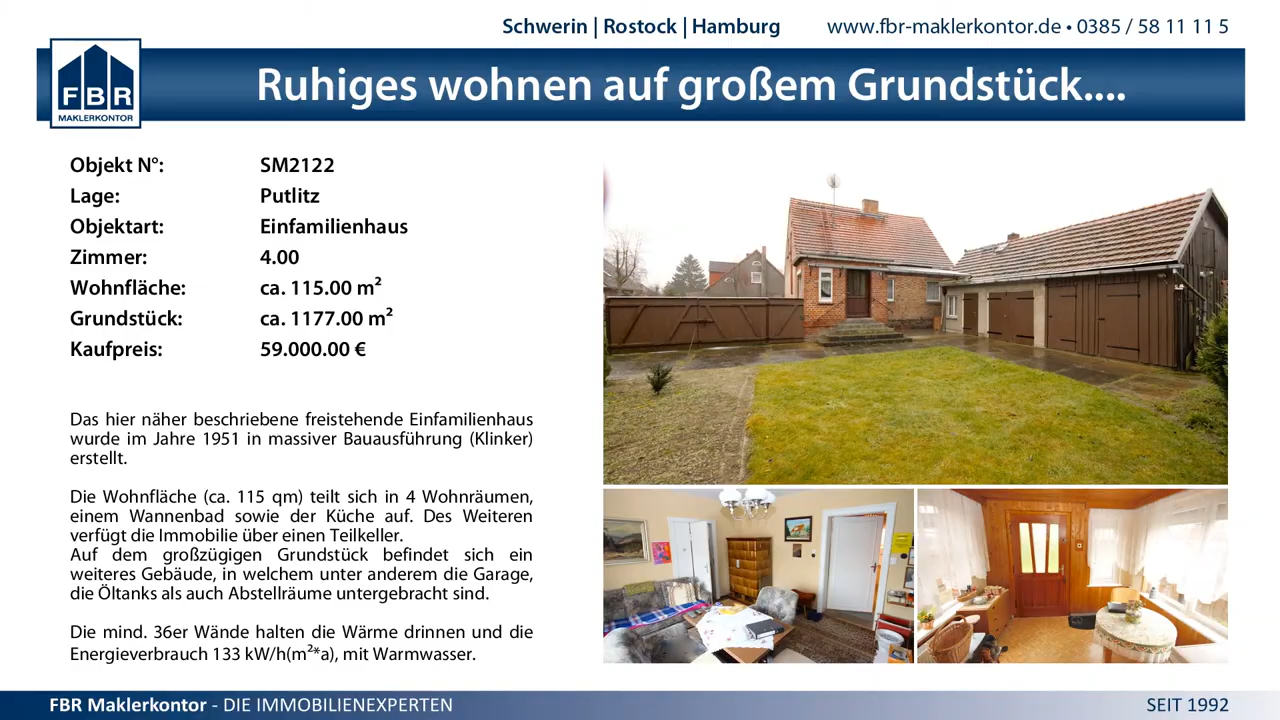 Schwerin | Rostock | Hamburg
www.fbr-maklerkontor.de • 0385 / 58 11 11 5
FBR
MAKLERKONTOR
Ruhiges wohnen auf großem Grundstück....
Objekt N°: SM2122
Lage: Putlitz
Objektart: Einfamilienhaus
Zimmer: 4.00
Wohnfläche: ca. 115.00 m²
Grundstück: ca. 1177.00 m²
Kaufpreis: 59.000.00 €
Das hier näher beschriebene freistehende Einfamilienhaus
wurde im Jahre 1951 in massiver Bauausführung (Klinker)
erstellt.
Die Wohnfläche (ca. 115 qm) teilt sich in 4 Wohnräumen,
einem Wannenbad sowie der Küche auf. Des Weiteren
verfügt die Immobilie über einen Teilkeller.
Auf dem großzügigen Grundstück befindet sich ein
weiteres Gebäude, in welchem unter anderem die Garage,
die Öltanks als auch Abstellräume untergebracht sind.
Die mind. 36er Wände halten die Wärme drinnen und die
Energieverbrauch 133 kW/h(m²*a), mit Warmwasser.
FBR Maklerkontor - DIE IMMOBILIENEXPERTEN
SEIT 1992